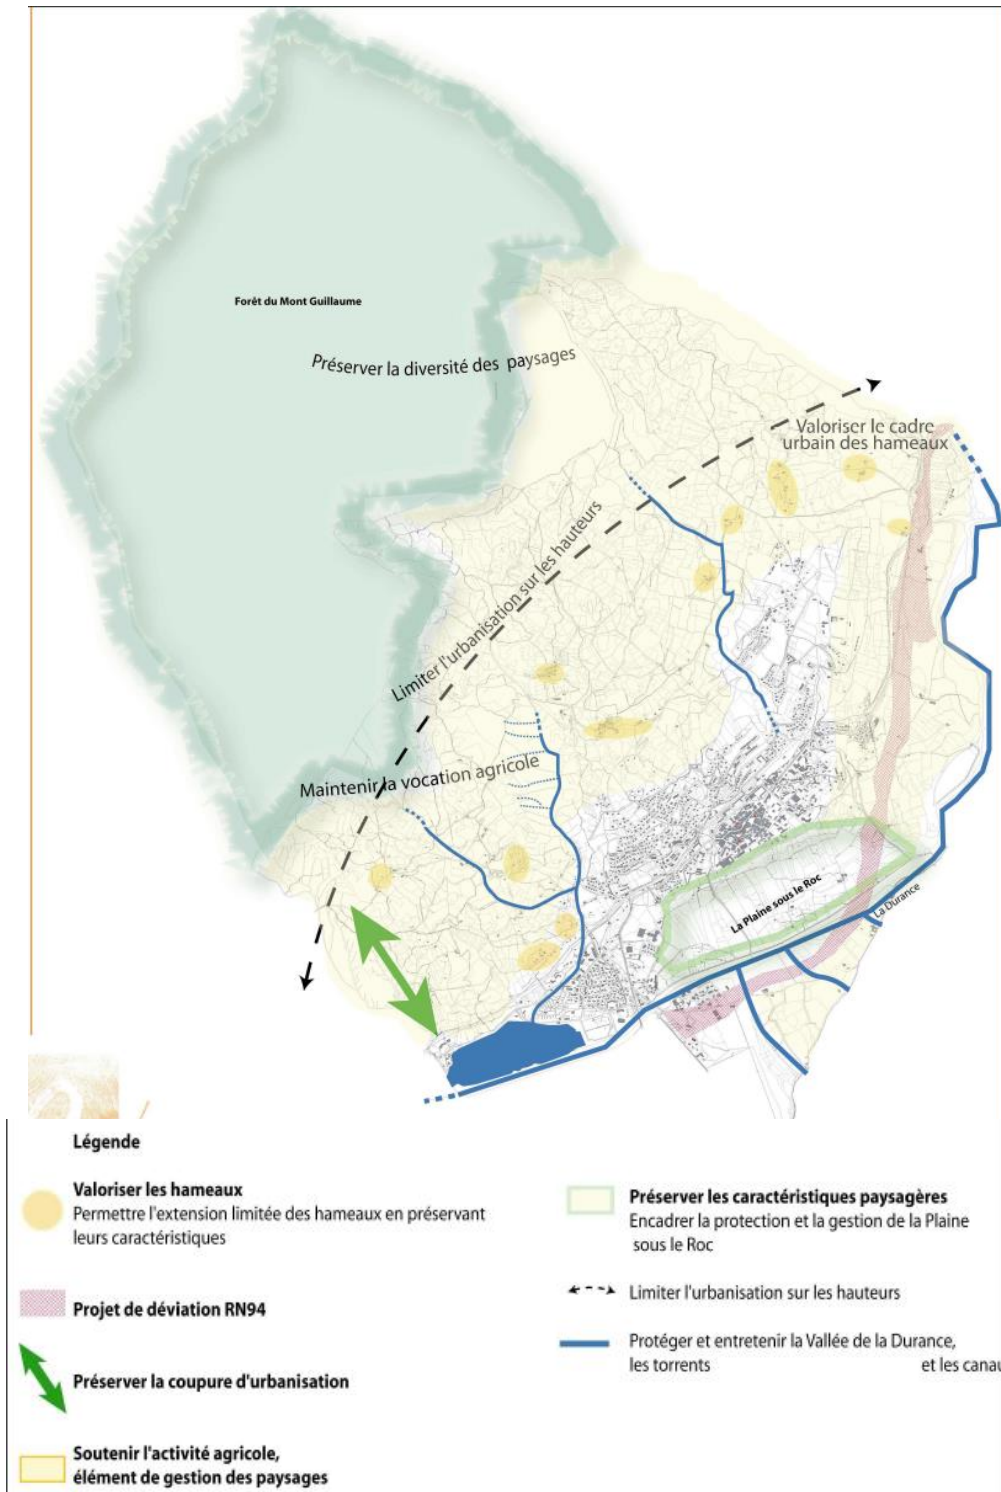 Forêt du Mont Guillaume
Préserver la diversité des paysages
Valoriser le cadre
urbain des hameaux
Limiter l'urbanisation sur les hauteurs
Maintenir la vocation agricole
La Plaine sous le Roc
La Durance
Légende
Valoriser les hameaux
Permettre l'extension limitée des hameaux en préservant
leurs caractéristiques
Projet de déviation RN94
Préserver la coupure d'urbanisation
Soutenir l'activité agricole,
élément de gestion des paysages
Préserver les caractéristiques paysagères
Encadrer la protection et la gestion de la Plaine
sous le Roc
Limiter l'urbanisation sur les hauteurs
Protéger et entretenir la Vallée de la Durance,
les torrents et les canau